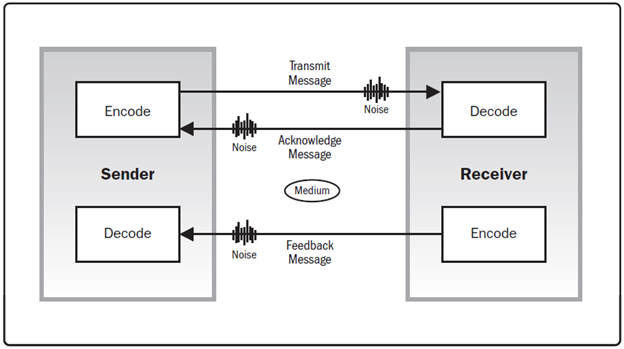 Transmit
Message
Encode
Noise
Decode
Noise
Acknowledge
Message
Sender
Medium
Receiver
Decode
Noise
Feedback
Message
Encode